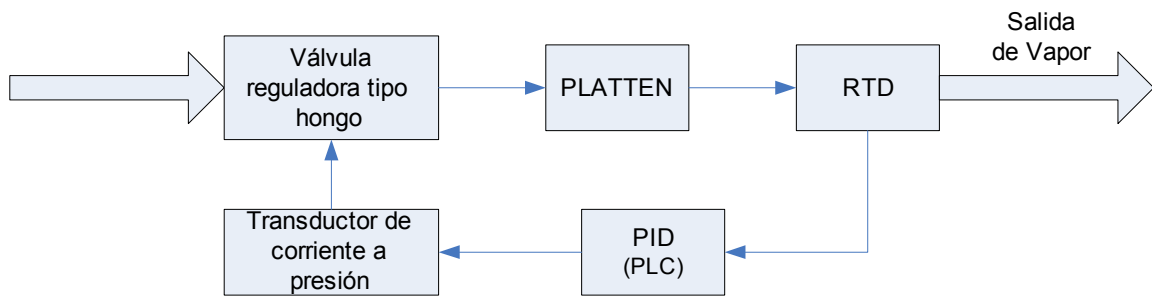 Salida
de Vapor
Válvula
reguladora tipo
hongo
PLATTEN
RTD
Transductor de
corriente a
presión
PID
(PLC)